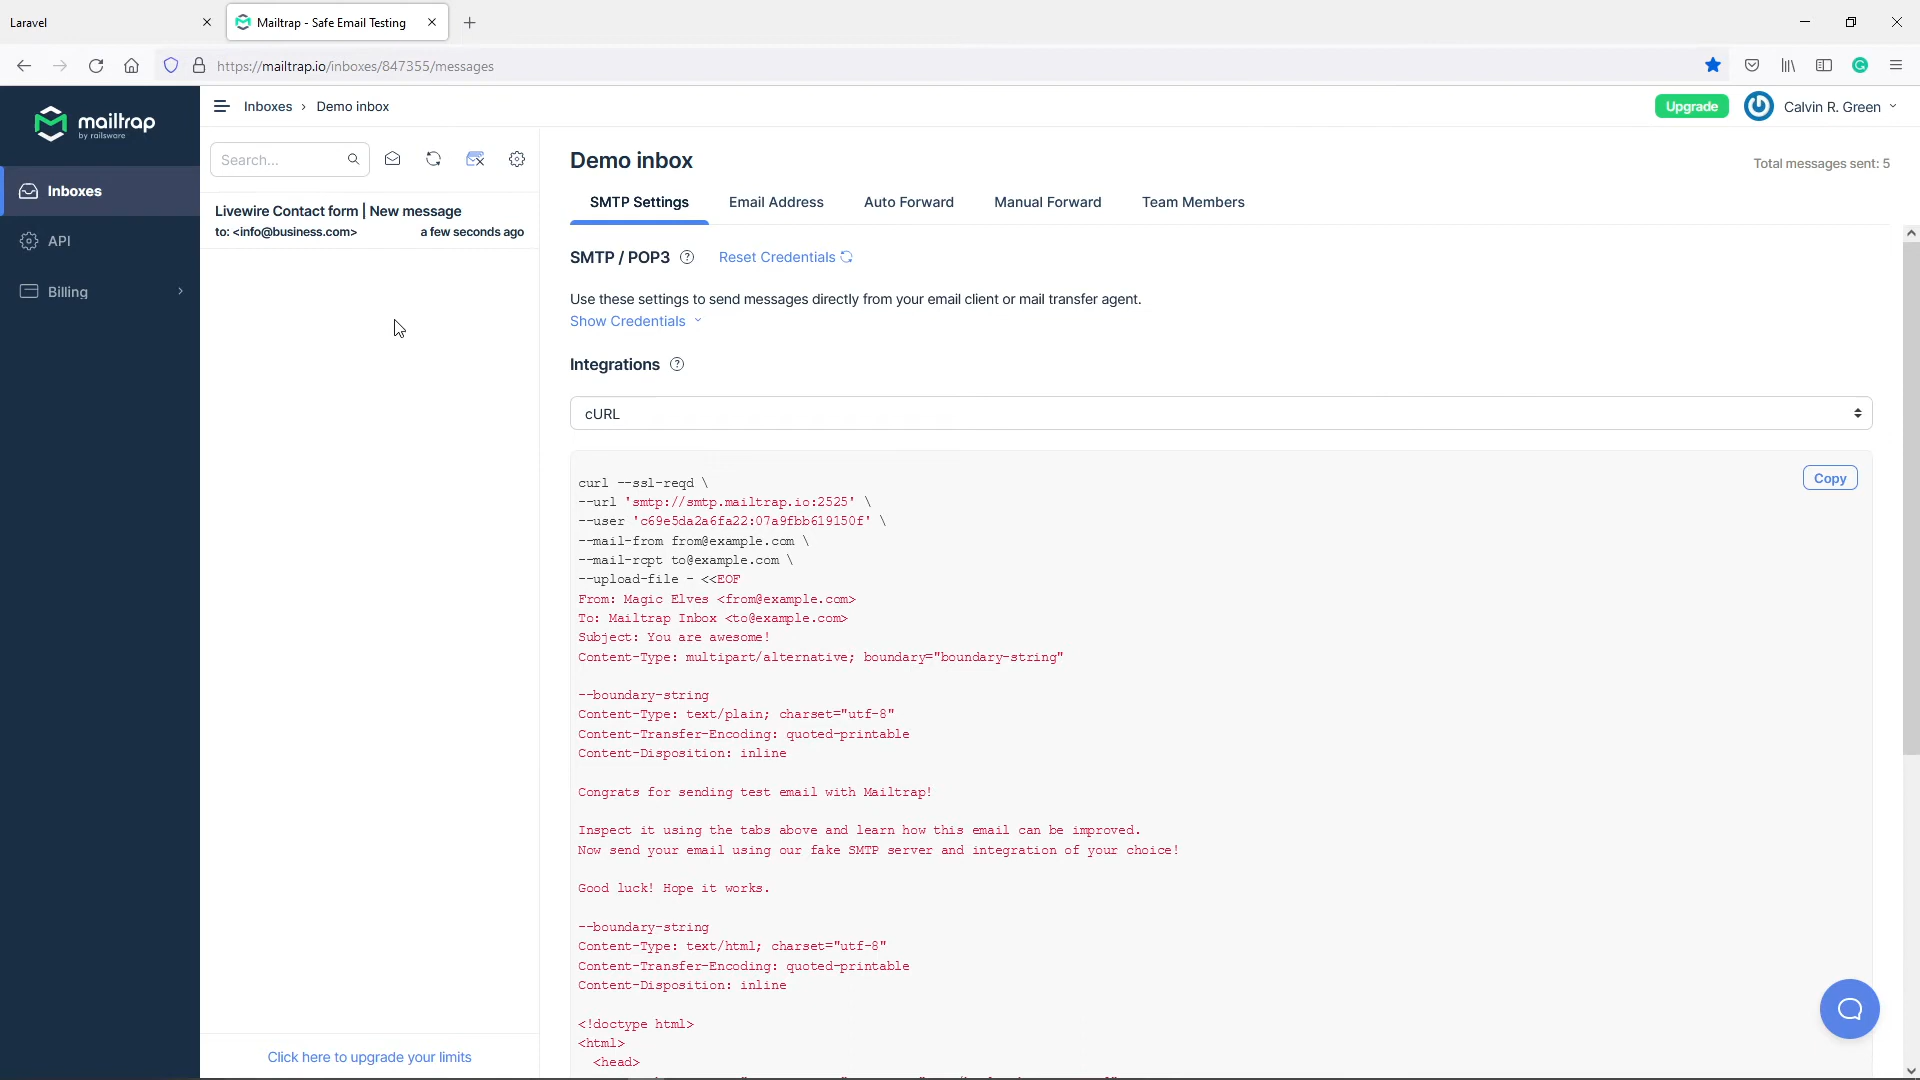 Laravel
Mailtrap - Safe Email Testing
https://mailtrap.io/inboxes/847355/messages
mailtrap
by railsware
Inboxes › Demo inbox
Upgrade
Calvin R. Green
Inboxes
API
Billing
Search...
Livewire Contact form | New message
to: <info@business.com> a few seconds ago
Click here to upgrade your limits
Demo inbox
Total messages sent: 5
SMTP Settings Email Address Auto Forward Manual Forward Team Members
SMTP / POP3 ? Reset Credentials
Use these settings to send messages directly from your email client or mail transfer agent.
Show Credentials
Integrations ?
cURL
Copy
curl --ssl-reqd \
--url 'smtp://smtp.mailtrap.io:2525' \
--user 'c69e5da2a6fa22:07a9fbb619150f' \
--mail-from from@example.com \
--mail-rcpt to@example.com \
--upload-file - <<EOF
From: Magic Elves <from@example.com>
To: Mailtrap Inbox <to@example.com>
Subject: You are awesome!
Content-Type: multipart/alternative; boundary="boundary-string"
--boundary-string
Content-Type: text/plain; charset="utf-8"
Content-Transfer-Encoding: quoted-printable
Content-Disposition: inline
Congrats for sending test email with Mailtrap!
Inspect it using the tabs above and learn how this email can be improved.
Now send your email using our fake SMTP server and integration of your choice!
Good luck! Hope it works.
--boundary-string
Content-Type: text/html; charset="utf-8"
Content-Transfer-Encoding: quoted-printable
Content-Disposition: inline
<!doctype html>
<html>
<head>